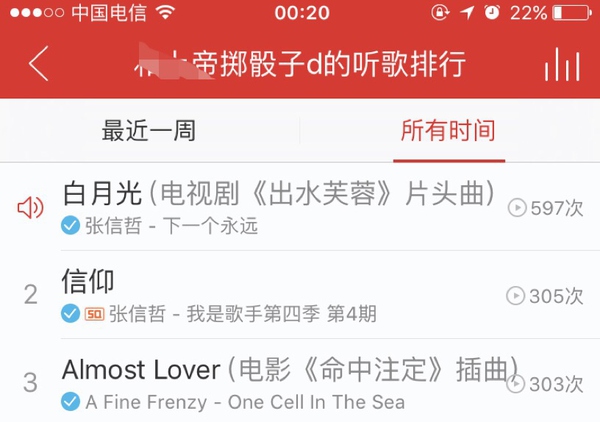 中国电信 00:20 22%
帝掷骰子d的听歌排行
最近一周 所有时间
白月光(电视剧《出水芙蓉》片头曲)
597次
张信哲 - 下一个永远
2 信仰
305次
SQ 张信哲 - 我是歌手第四季 第4期
3 Almost Lover(电影《命中注定》插曲)
303次
A Fine Frenzy - One Cell In The Sea